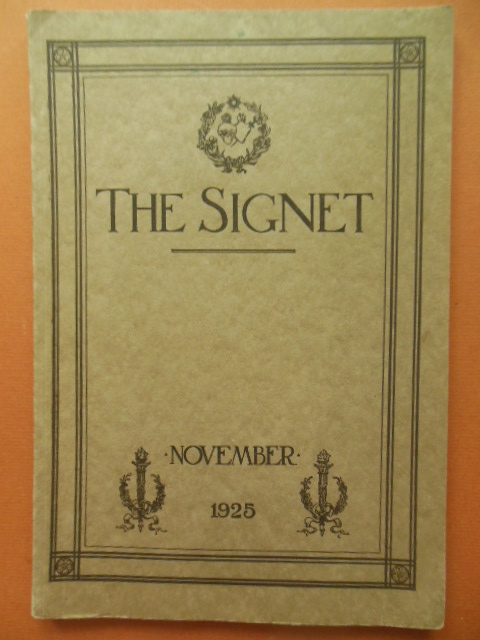 THE SIGNET
·NOVEMBER·
1925